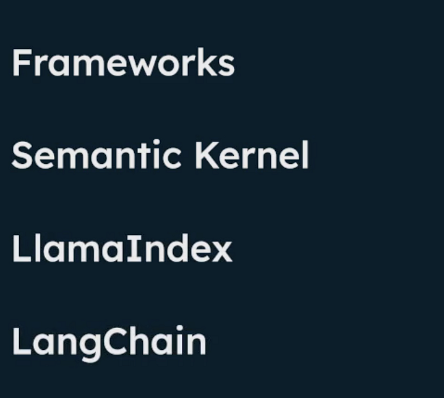 Frameworks
Semantic Kernel
LlamaIndex
LangChain